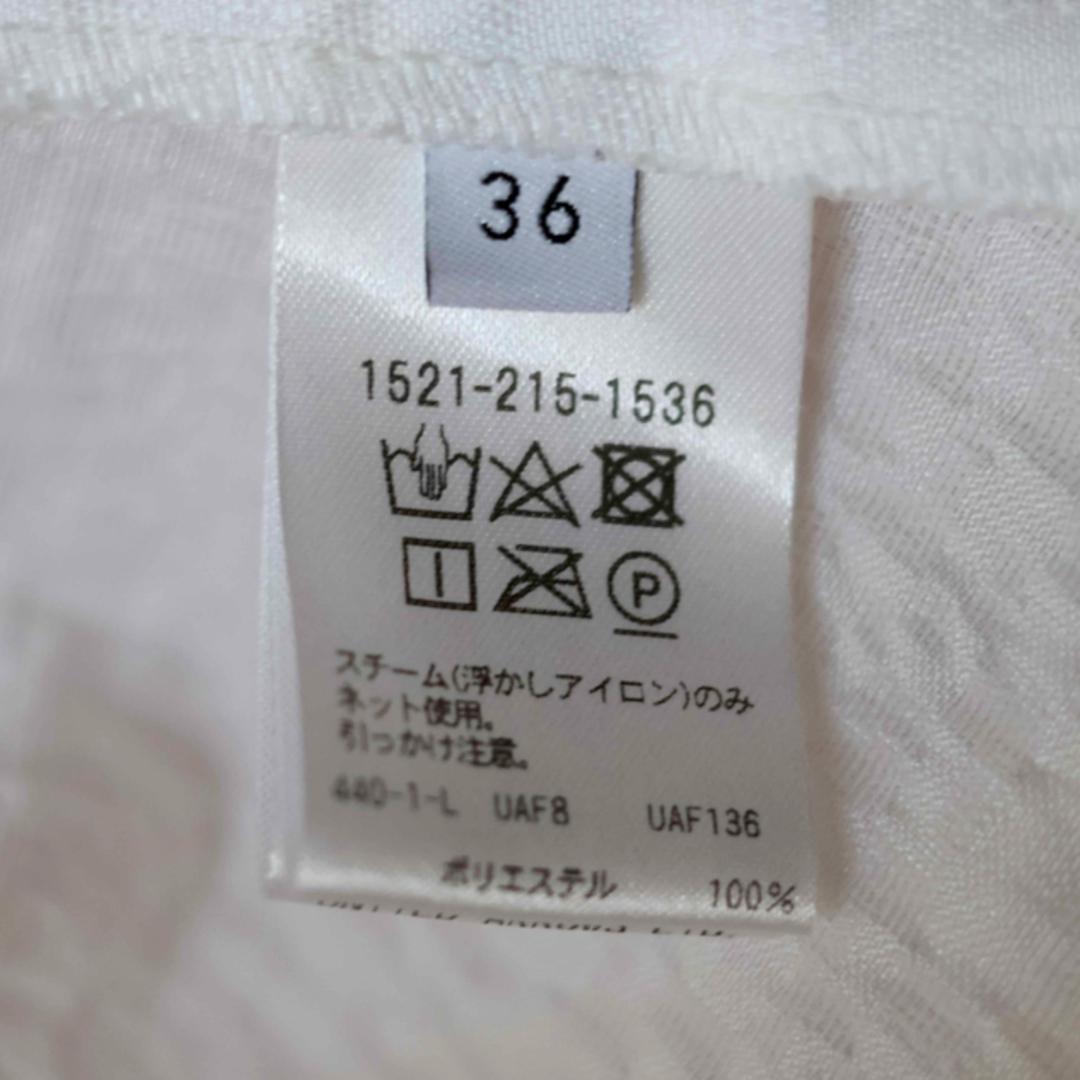 36
1521-215-1536
P
スチーム(浮かしアイロン)のみ
ネット使用。
引っかけ注意。
440-1-L UAF8 UAF136
ポリエステル 100%